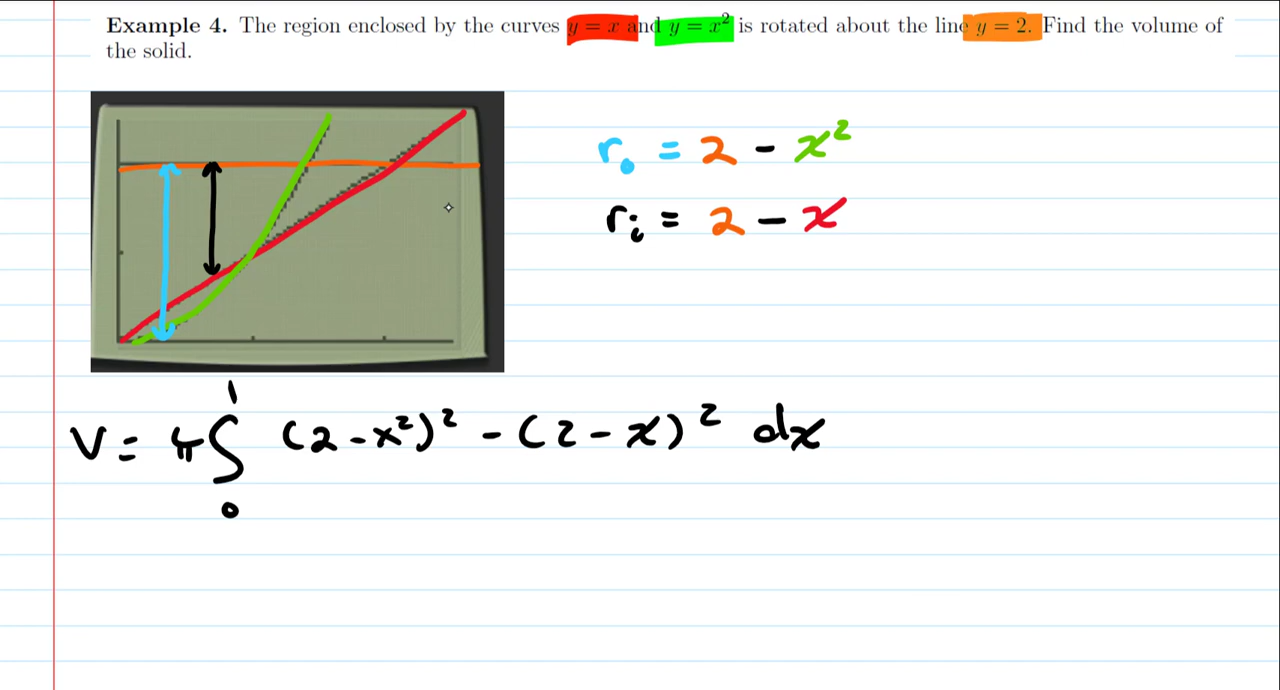 Example 4. The region enclosed by the curves y = x and y = x² is rotated about the line y = 2. Find the volume of
the solid.
r₀ = 2 - x²
rᵢ = 2 - x
V = π∫₀¹ (2 - x²)² - (2 - x)² dx